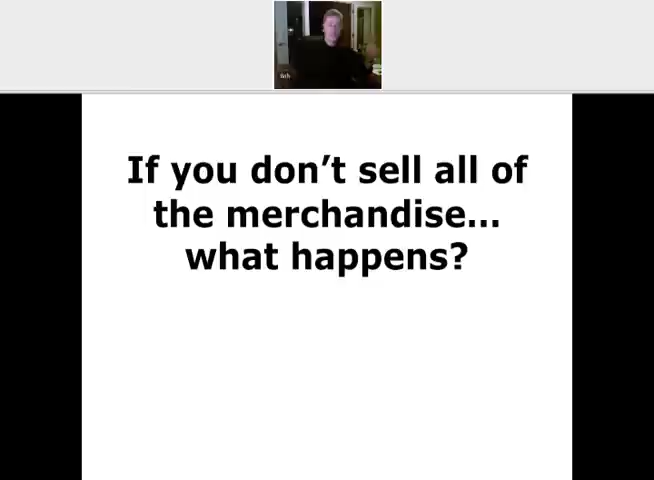 If you don't sell all of
the merchandise...
what happens?